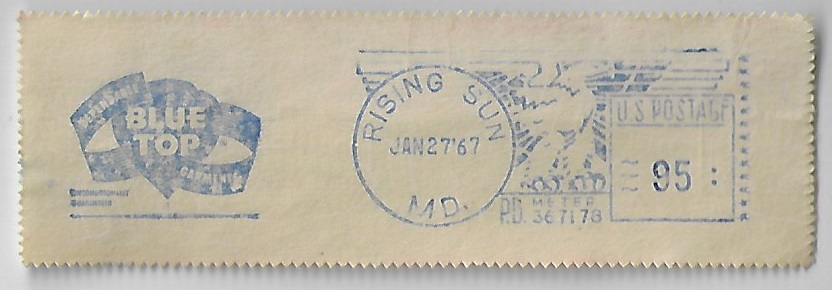 BLUE
TOP
RISING SUN
JAN 27 '67
MD.
P.D. METER
367178
U.S. POSTAGE
95